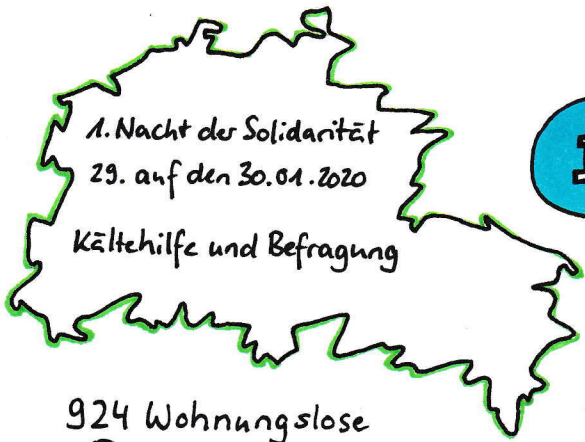 1. Nacht der Solidarität
29. auf den 30.01.2020
Kältehilfe und Befragung
924 Wohnungslose